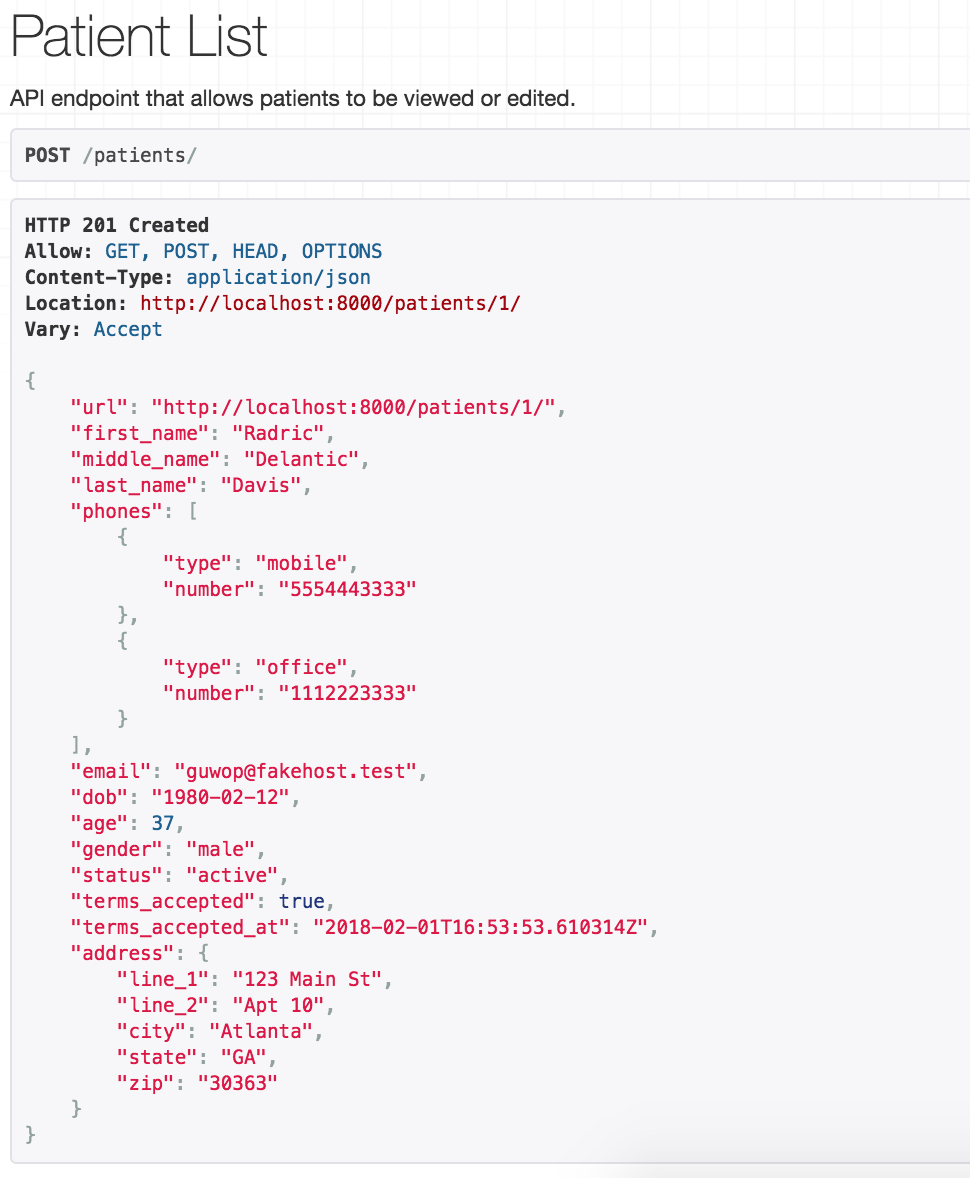 Patient List
API endpoint that allows patients to be viewed or edited.
POST /patients/
HTTP 201 Created
Allow: GET, POST, HEAD, OPTIONS
Content-Type: application/json
Location: http://localhost:8000/patients/1/
Vary: Accept
{
    "url": "http://localhost:8000/patients/1/",
    "first_name": "Radric",
    "middle_name": "Delantic",
    "last_name": "Davis",
    "phones": [
        {
            "type": "mobile",
            "number": "5554443333"
        },
        {
            "type": "office",
            "number": "1112223333"
        }
    ],
    "email": "guwop@fakehost.test",
    "dob": "1980-02-12",
    "age": 37,
    "gender": "male",
    "status": "active",
    "terms_accepted": true,
    "terms_accepted_at": "2018-02-01T16:53:53.610314Z",
    "address": {
        "line_1": "123 Main St",
        "line_2": "Apt 10",
        "city": "Atlanta",
        "state": "GA",
        "zip": "30363"
    }
}